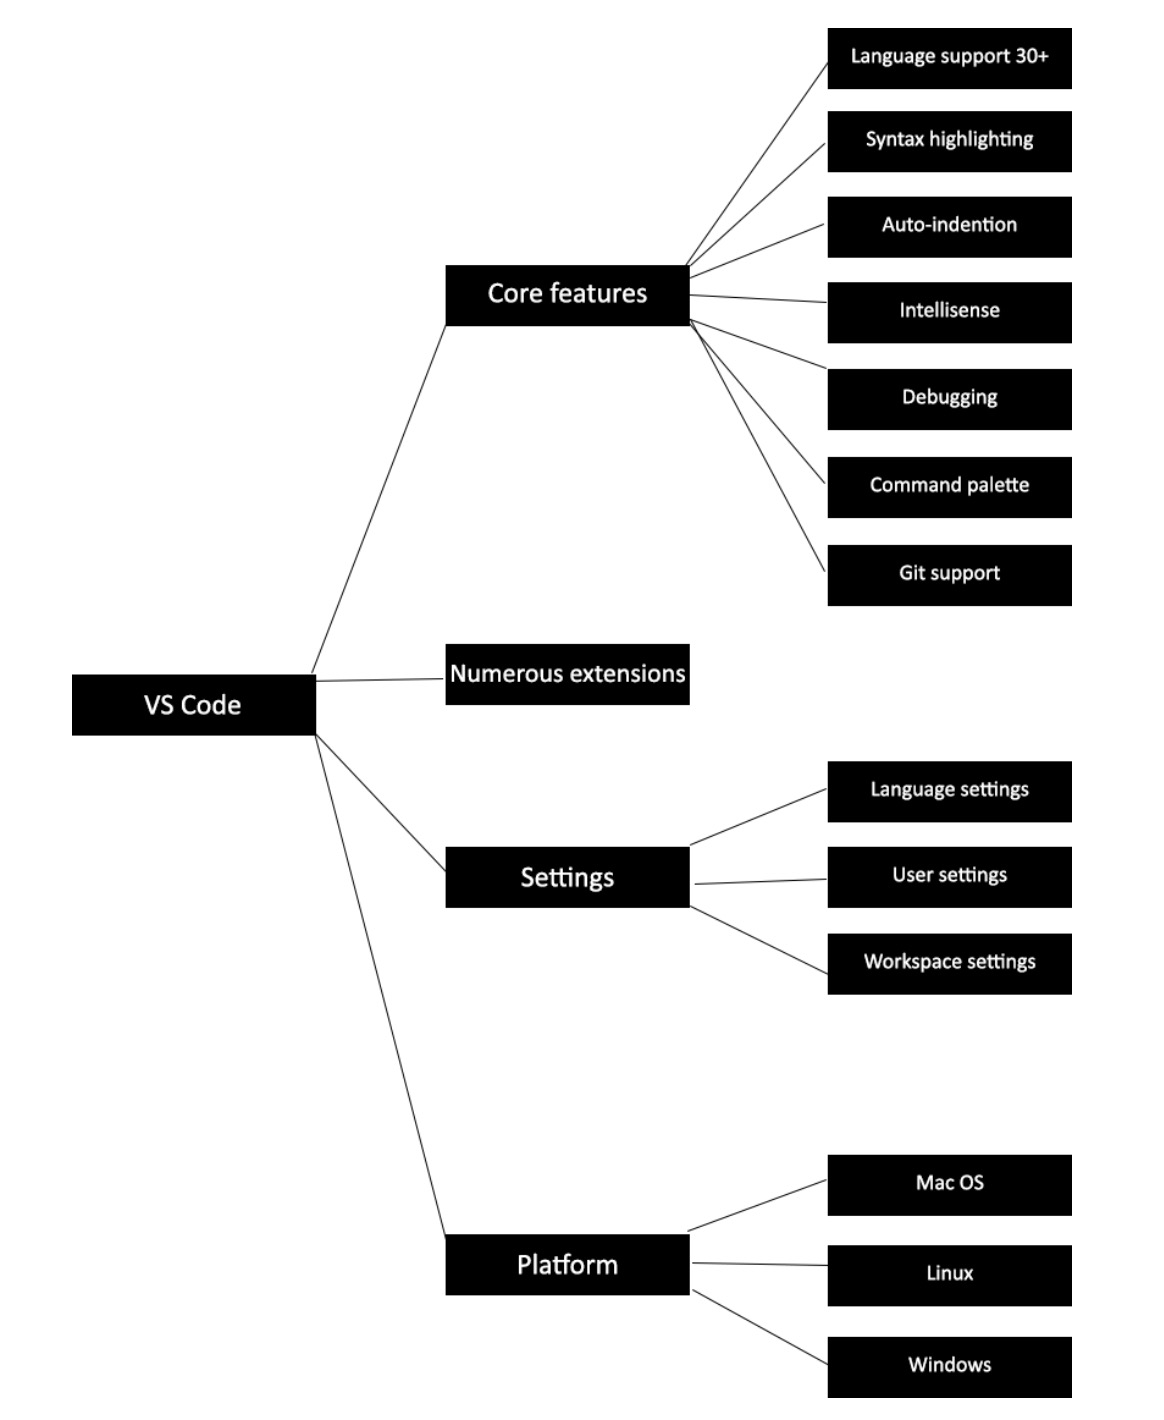 VS Code
Core features
Language support 30+
Syntax highlighting
Auto-indention
Intellisense
Debugging
Command palette
Git support
Numerous extensions
Settings
Language settings
User settings
Workspace settings
Platform
Mac OS
Linux
Windows